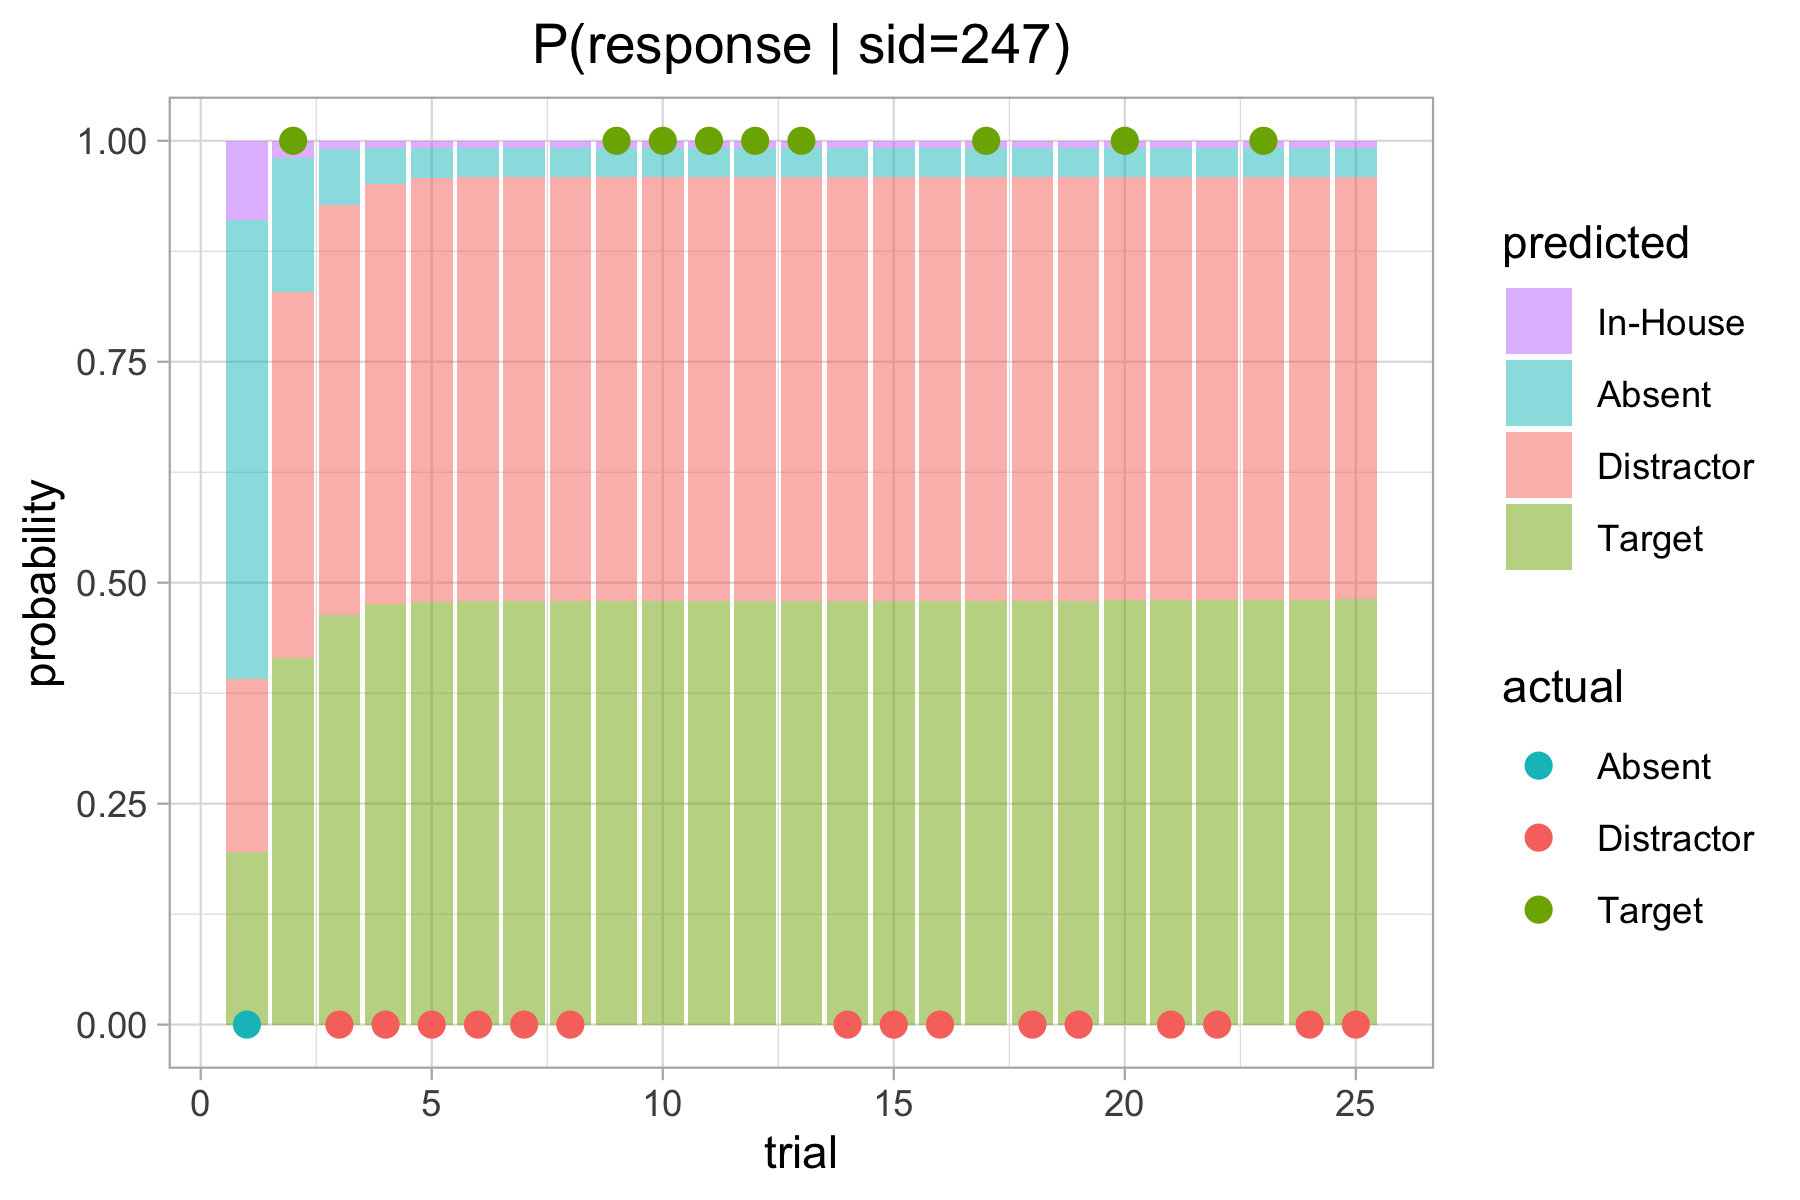 P(response | sid=247)
1.00
0.75
0.50
0.25
0.00
probability
0 5 10 15 20 25
trial
predicted
In-House
Absent
Distractor
Target
actual
Absent
Distractor
Target